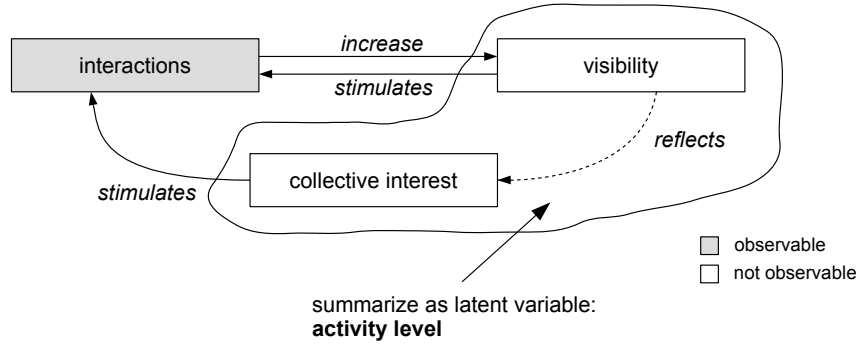 increase
interactions
visibility
stimulates
reflects
collective interest
stimulates
observable
not observable
summarize as latent variable:
activity level